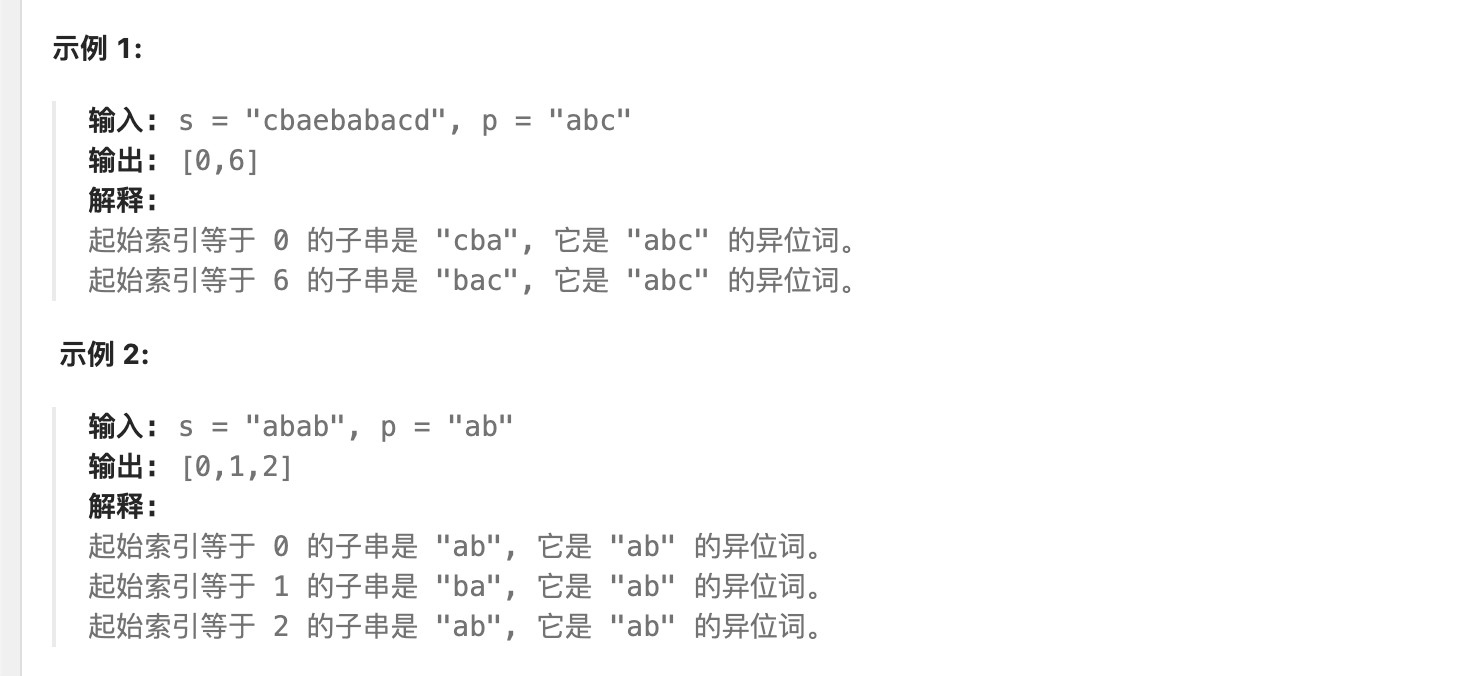 示例 1:
输入: s = "cbaebabacd", p = "abc"
输出: [0,6]
解释:
起始索引等于 0 的子串是 "cba", 它是 "abc" 的异位词。
起始索引等于 6 的子串是 "bac", 它是 "abc" 的异位词。
示例 2:
输入: s = "abab", p = "ab"
输出: [0,1,2]
解释:
起始索引等于 0 的子串是 "ab", 它是 "ab" 的异位词。
起始索引等于 1 的子串是 "ba", 它是 "ab" 的异位词。
起始索引等于 2 的子串是 "ab", 它是 "ab" 的异位词。